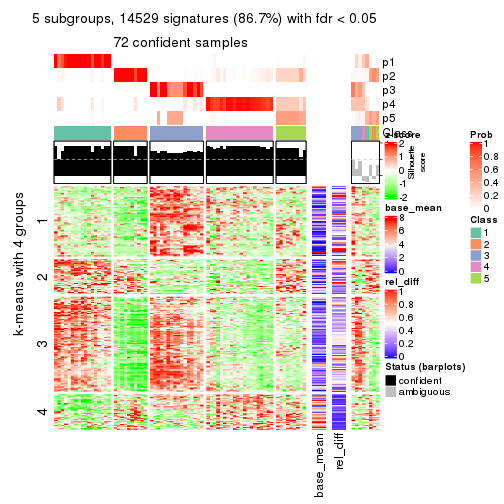 5 subgroups, 14529 signatures (86.7%) with fdr < 0.05
72 confident samples
p1
p2
p3
p4
p5
Class
Silhouette
score
k-means with 4 groups
1
2
3
4
base_mean
rel_diff
z-score
2
1
0
-1
-2
base_mean
8
6
4
2
0
rel_diff
1
0.8
0.6
0.4
0.2
0
Status (barplots)
confident
ambiguous
Prob
1
0.8
0.6
0.4
0.2
0
Class
1
2
3
4
5